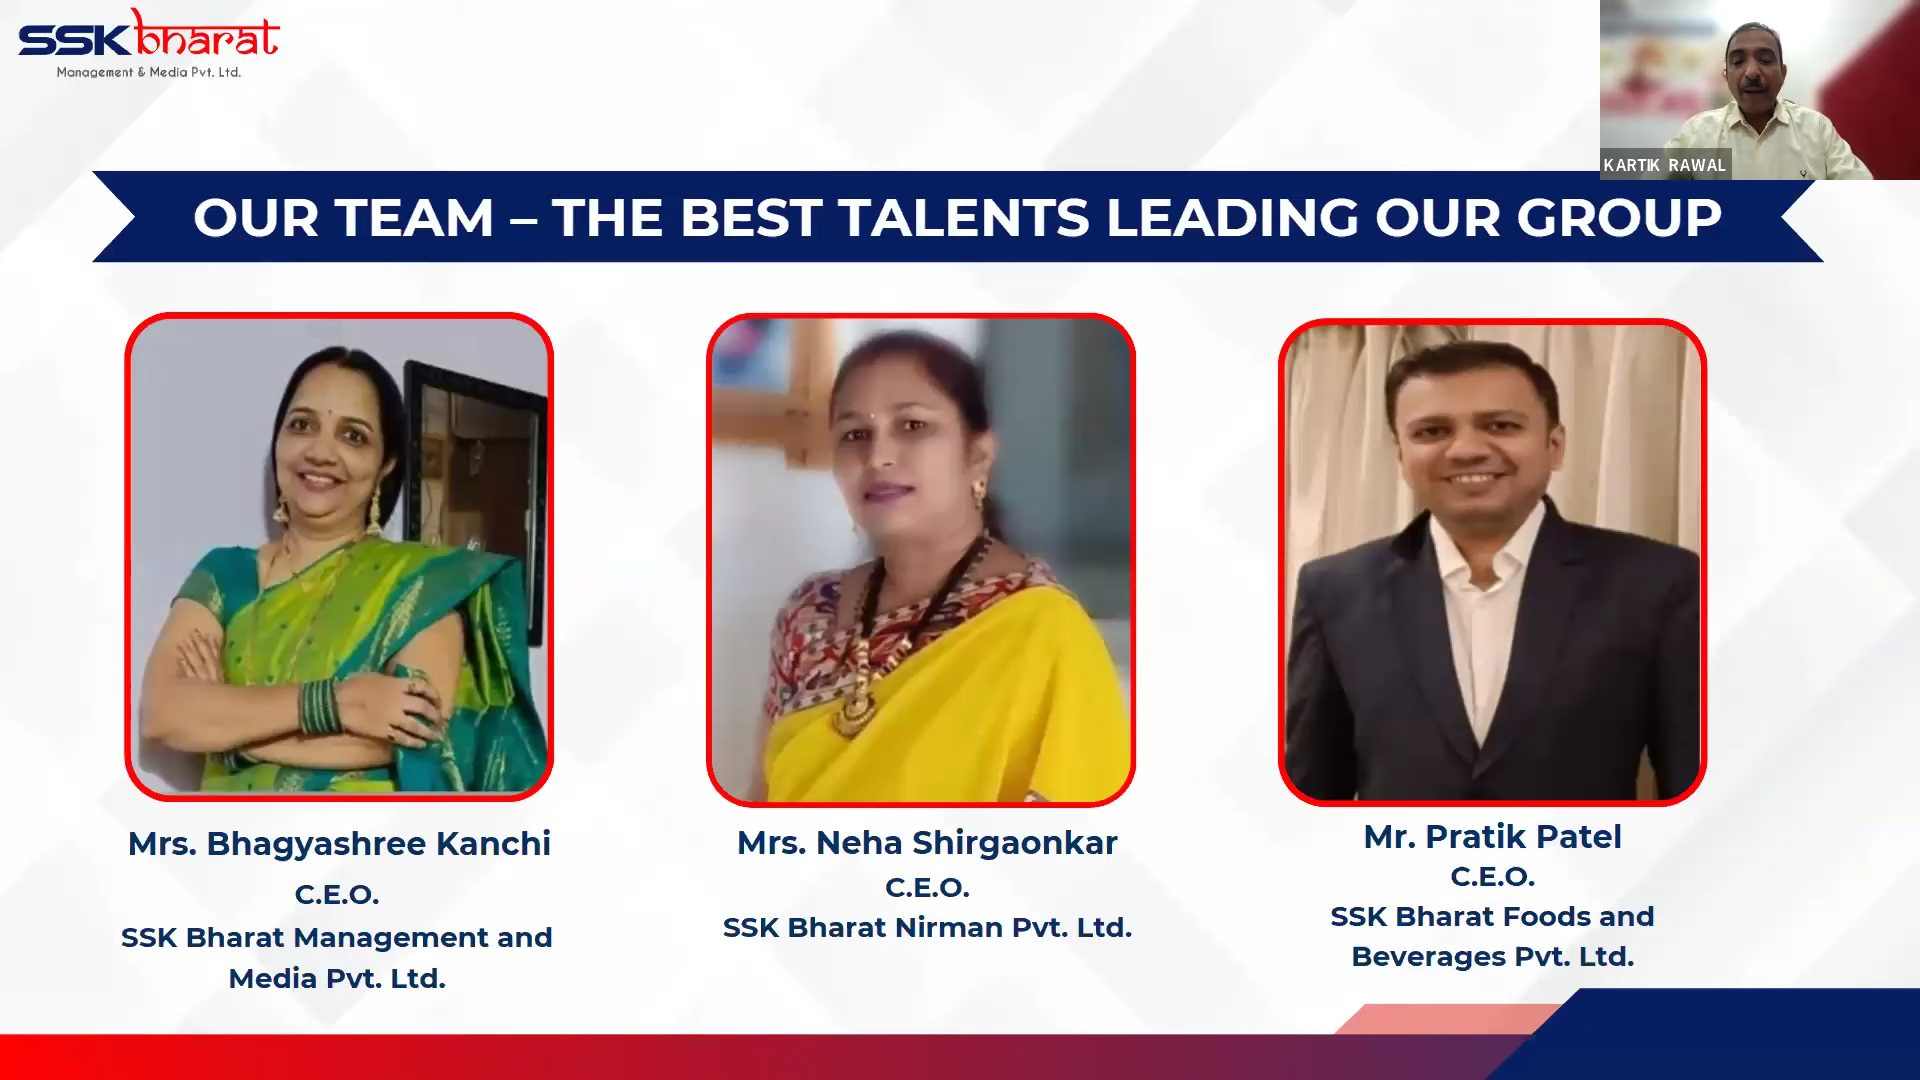 SSK bharat
Management & Media Pvt. Ltd.
KARTIK RAWAL
OUR TEAM – THE BEST TALENTS LEADING OUR GROUP
Mrs. Bhagyashree Kanchi
C.E.O.
SSK Bharat Management and
Media Pvt. Ltd.
Mrs. Neha Shirgaonkar
C.E.O.
SSK Bharat Nirman Pvt. Ltd.
Mr. Pratik Patel
C.E.O.
SSK Bharat Foods and
Beverages Pvt. Ltd.